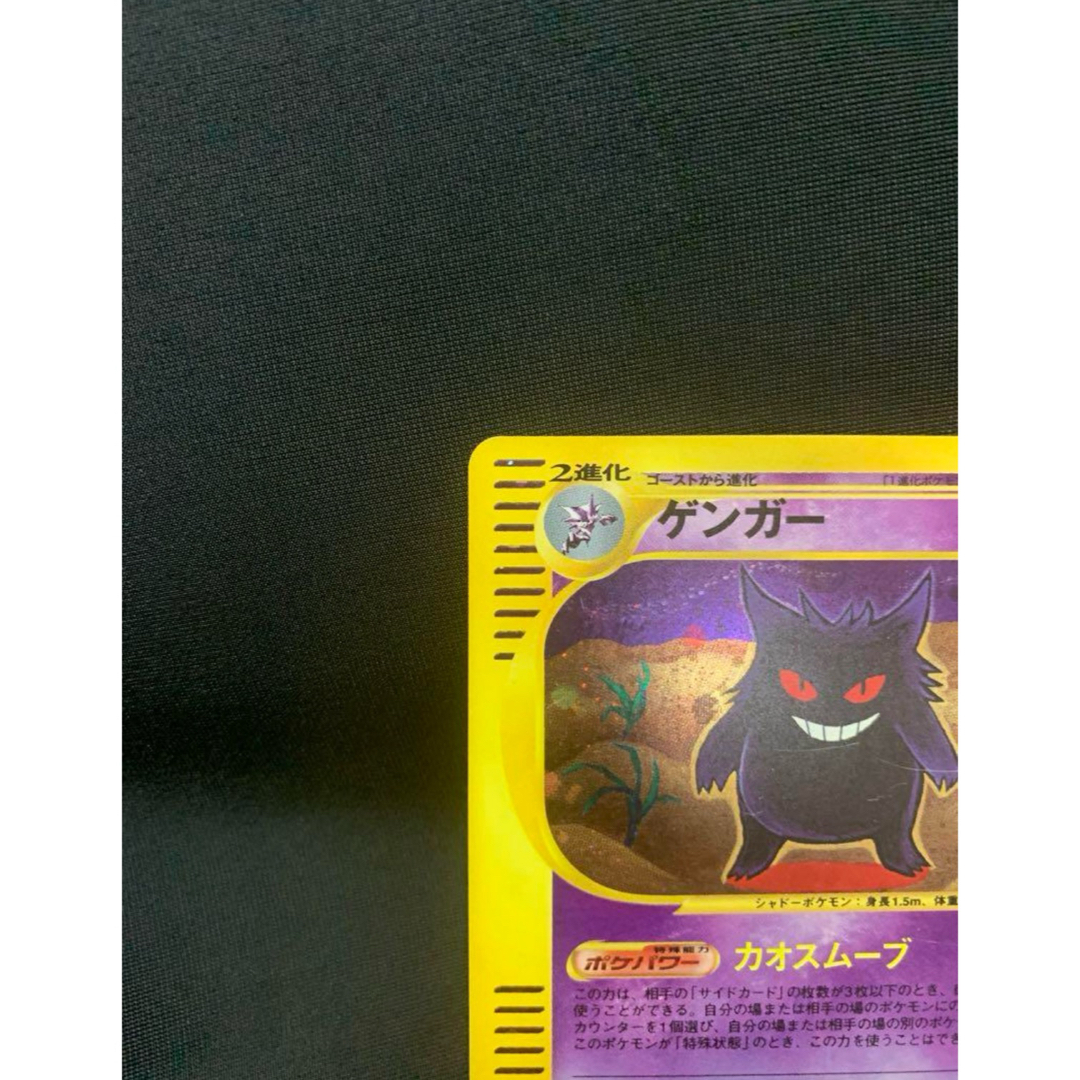 2進化 ゴーストから進化 「1進化ポケモ
ゲンガー
シャドーポケモン：身長1.5m、体重
特殊能力
ポケパワー カオスムーブ
この力は、相手の「サイドカード」の枚数が3枚以下のとき、
使うことができる。自分の場または相手の場のポケモンにの
カウンターを1個選び、自分の場または相手の場の別のポケ
このポケモンが「特殊状態」のとき、この力を使うことはでき